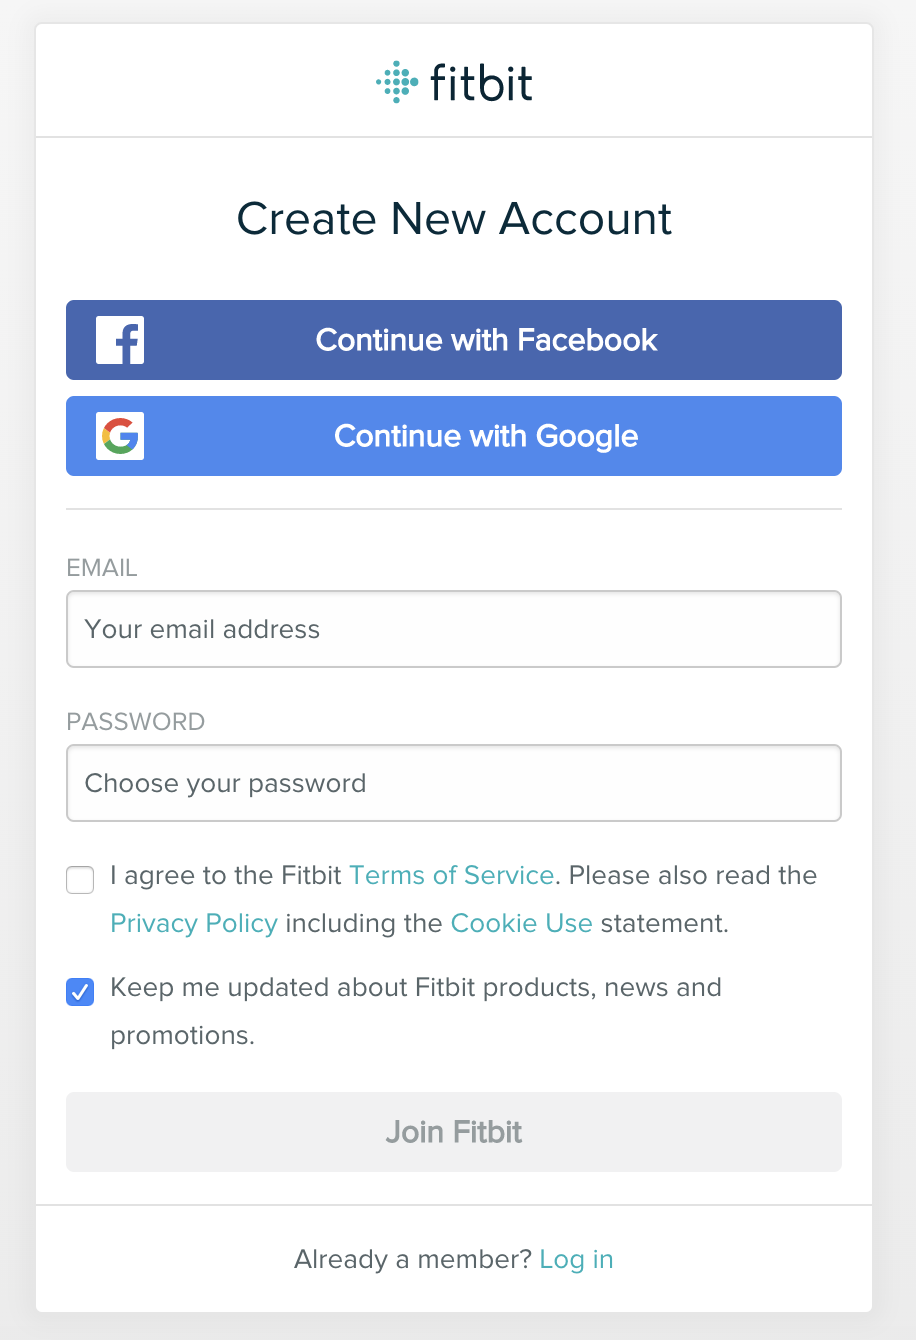 fitbit
Create New Account
Continue with Facebook
Continue with Google
EMAIL
Your email address
PASSWORD
Choose your password
I agree to the Fitbit Terms of Service. Please also read the
Privacy Policy including the Cookie Use statement.
Keep me updated about Fitbit products, news and
promotions.
Join Fitbit
Already a member? Log in